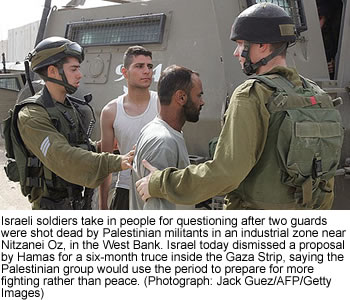 Israeli soldiers take in people for questioning after two guards
were shot dead by Palestinian militants in an industrial zone near
Nitzanei Oz, in the West Bank. Israel today dismissed a proposal
by Hamas for a six-month truce inside the Gaza Strip, saying the
Palestinian group would use the period to prepare for more
fighting rather than peace. (Photograph: Jack Guez/AFP/Getty
Images)